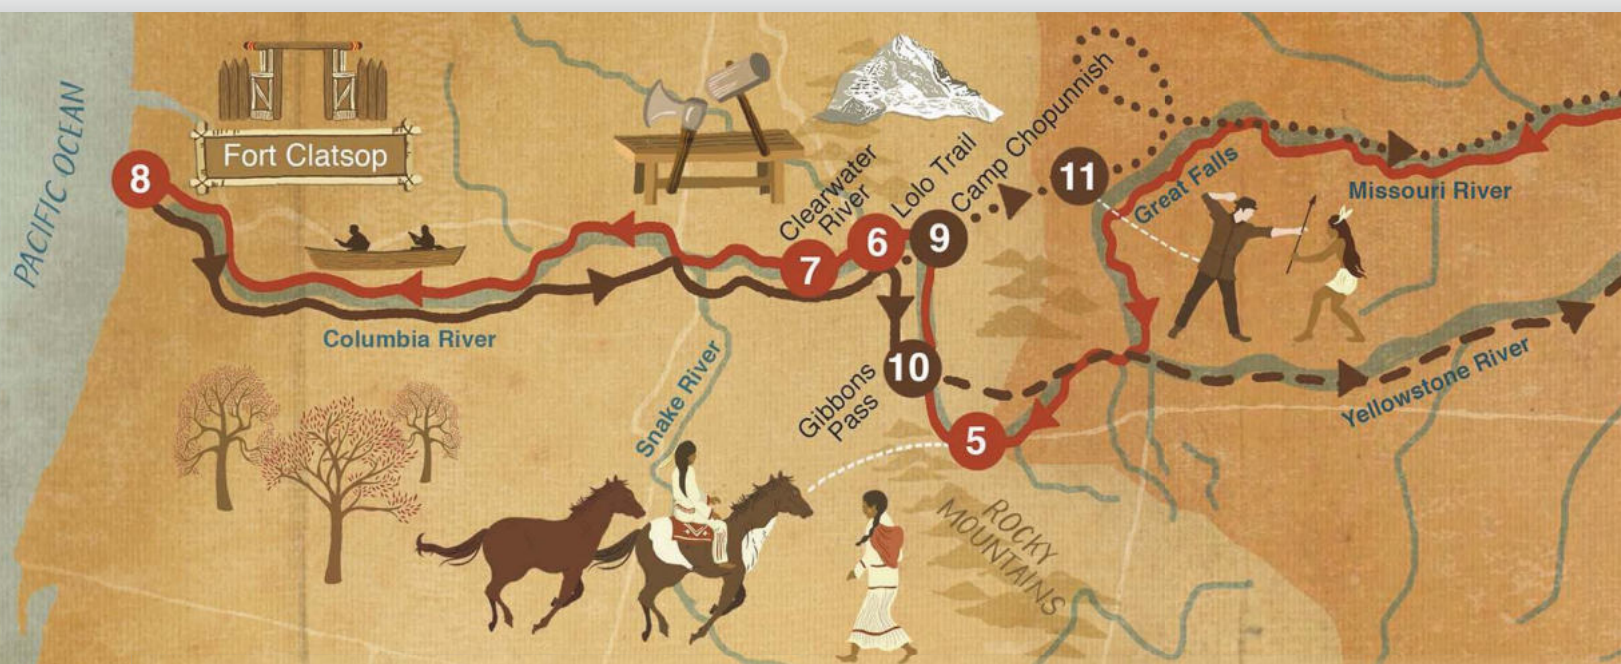 PACIFIC OCEAN
8
Fort Clatsop
Columbia River
Clearwater
River
7
6
Lolo Trail
9
Camp Chopunnish
11
Great Falls
Missouri River
Snake River
Gibbons
Pass
10
5
Yellowstone River
ROCKY
MOUNTAINS